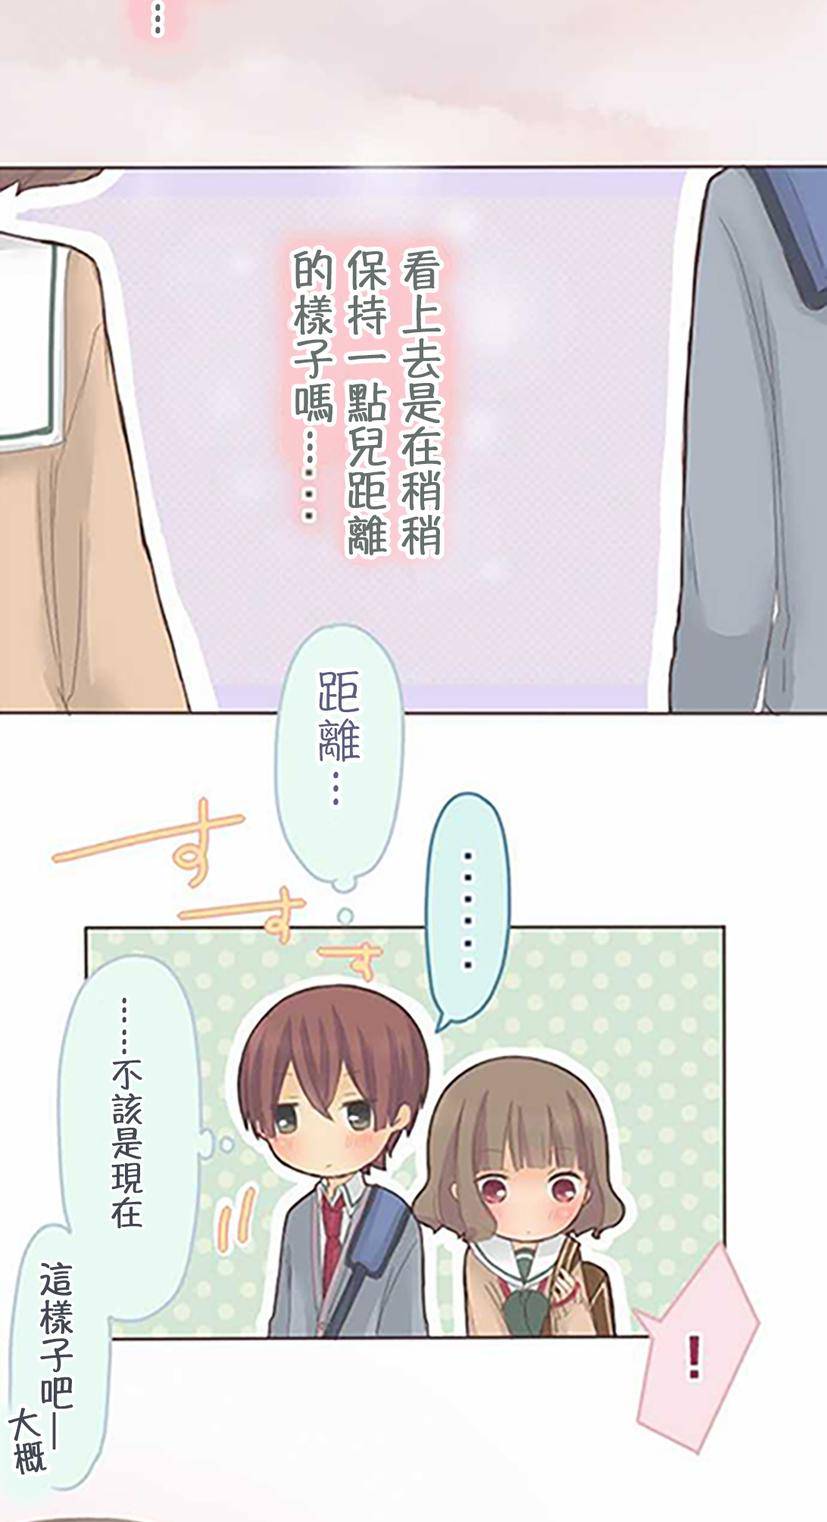 …
看上去是在稍稍
保持一點兒距離
的樣子嗎……
距離…
………
すすす
……不該是現在
這樣子吧—
大概
！